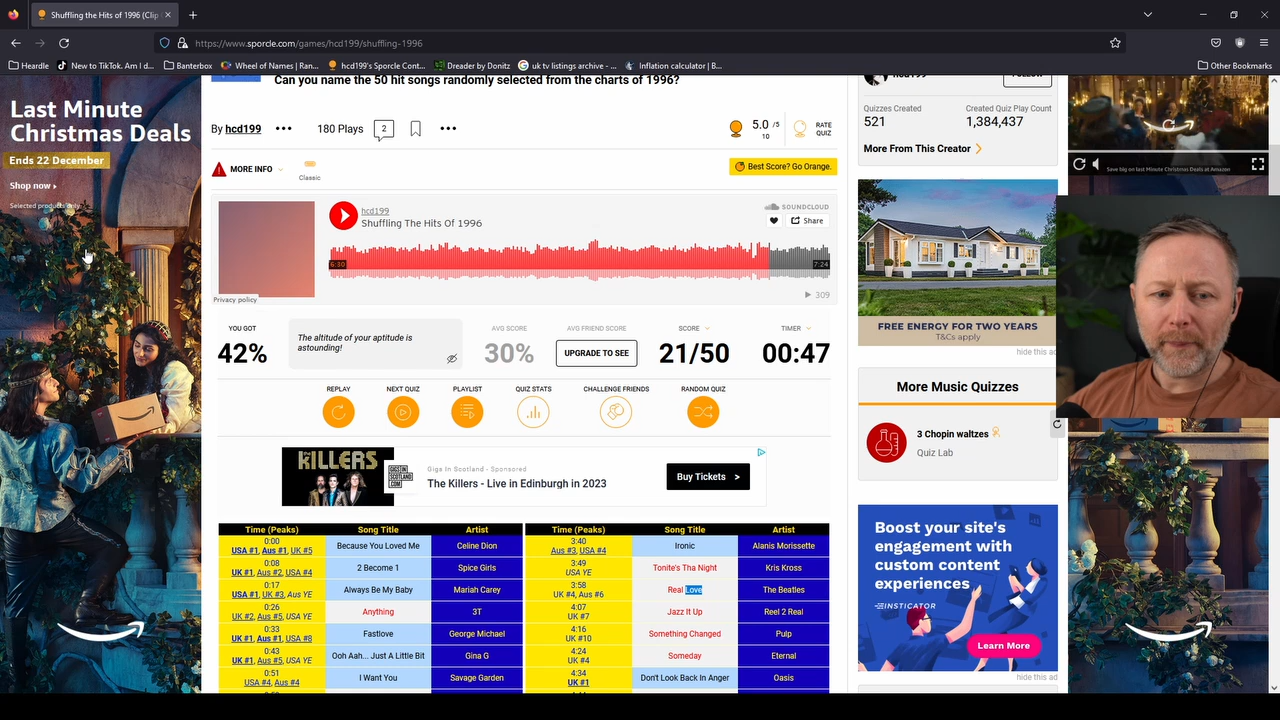 Shuffling the Hits of 1996 (Clip
https://www.sporcle.com/games/hcd199/shuffling-1996
Heardle
New to TikTok. Am I d...
Banterbox
Wheel of Names | Ran...
hcd199's Sporcle Cont...
Dreader by Donitz
uk tv listings archive - ...
Inflation calculator | B...
Other Bookmarks
Last Minute
Christmas Deals
Ends 22 December
Shop now
Selected products only.
Can you name the 50 hit songs randomly selected from the charts of 1996?
By hcd199
180 Plays
2
5.0 /5
10
RATE
QUIZ
MORE INFO
Classic
Best Score? Go Orange.
hcd199
Shuffling The Hits Of 1996
SOUNDCLOUD
Share
6:30
7:24
Privacy policy
309
YOU GOT
42%
The altitude of your aptitude is
astounding!
AVG SCORE
30%
AVG FRIEND SCORE
UPGRADE TO SEE
SCORE
21/50
TIMER
00:47
REPLAY
NEXT QUIZ
PLAYLIST
QUIZ STATS
CHALLENGE FRIENDS
RANDOM QUIZ
KILLERS
GIGS IN
SCOTLAND
.COM
Gigs In Scotland - Sponsored
The Killers - Live in Edinburgh in 2023
Buy Tickets >
Time (Peaks) Song Title Artist
0:00
USA #1, Aus #1, UK #5
Because You Loved Me
Celine Dion
0:08
UK #1, Aus #2, USA #4
2 Become 1
Spice Girls
0:17
USA #1, UK #3, Aus YE
Always Be My Baby
Mariah Carey
0:26
UK #2, Aus #5, USA YE
Anything
3T
0:33
UK #1, Aus #1, USA #8
Fastlove
George Michael
0:43
UK #1, Aus #5, USA YE
Ooh Aah... Just A Little Bit
Gina G
0:51
USA #4, Aus #4
I Want You
Savage Garden
Time (Peaks) Song Title Artist
3:40
Aus #3, USA #4
Ironic
Alanis Morissette
3:49
USA YE
Tonite's Tha Night
Kris Kross
3:58
UK #4, Aus #6
Real Love
The Beatles
4:07
UK #7
Jazz It Up
Reel 2 Real
4:16
UK #10
Something Changed
Pulp
4:24
UK #4
Someday
Eternal
4:34
UK #1
Don't Look Back In Anger
Oasis
Quizzes Created
521
Created Quiz Play Count
1,384,437
More From This Creator
Save big on last Minute Christmas Deals at Amazon
FREE ENERGY FOR TWO YEARS
T&Cs apply
hide this ad
More Music Quizzes
3 Chopin waltzes
Quiz Lab
Boost your site's
engagement with
custom content
experiences
INSTICATOR
Learn More
hide this ad